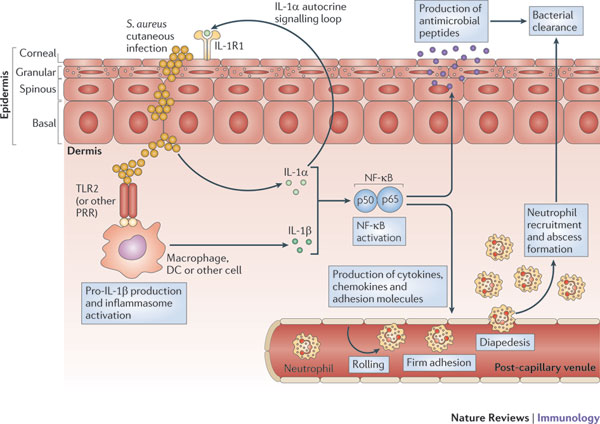 IL-1α autocrine
signalling loop
S. aureus
cutaneous
infection
IL-1R1
Production of
antimicrobial
peptides
Bacterial
clearance
Epidermis
Corneal
Granular
Spinous
Basal
Dermis
TLR2
(or other
PRR)
IL-1α
IL-1β
NF-κB
p50
p65
NF-κB
activation
Macrophage,
DC or other cell
Pro-IL-1β production
and inflammasome
activation
Production of cytokines,
chemokines and
adhesion molecules
Neutrophil
recruitment
and abscess
formation
Neutrophil
Rolling
Firm adhesion
Diapedesis
Post-capillary venule
Nature Reviews | Immunology